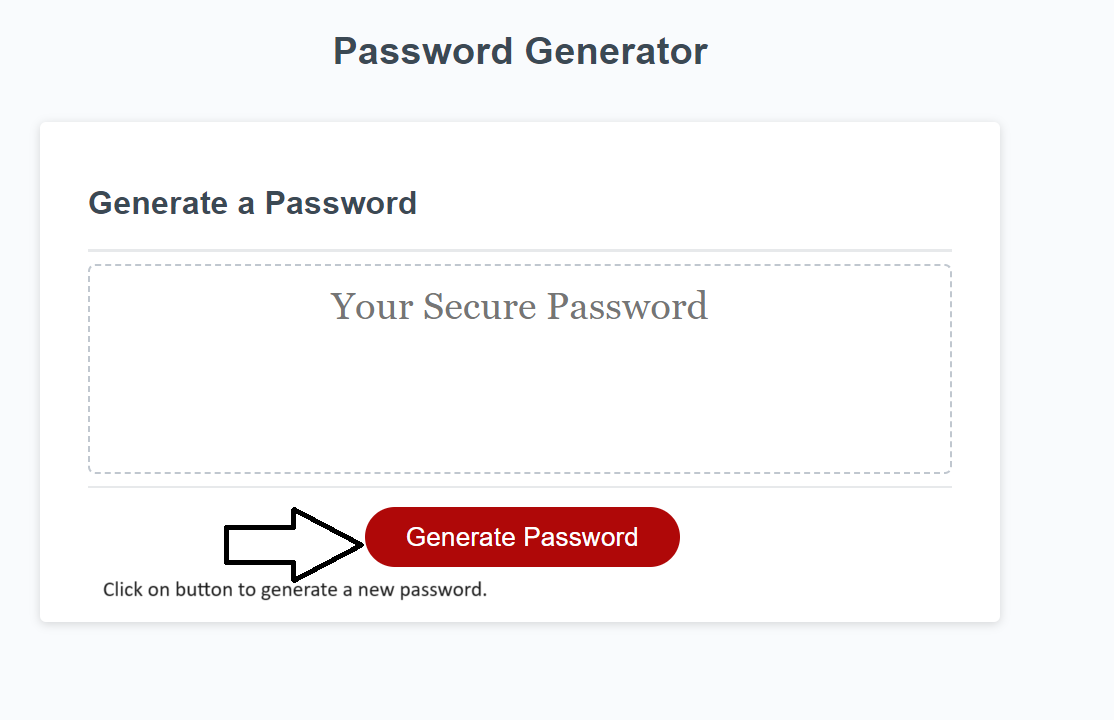 Password Generator
Generate a Password
Your Secure Password
Generate Password
Click on button to generate a new password.